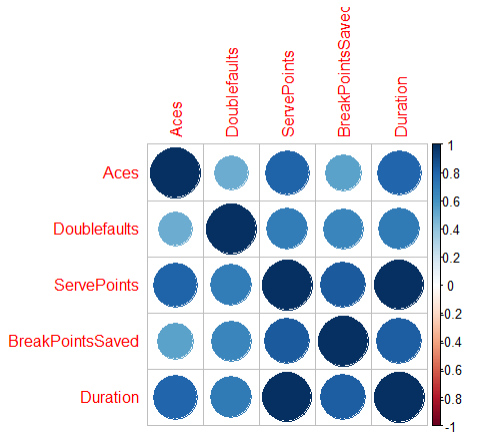 Aces
Doublefaults
ServePoints
BreakPointsSaved
Duration
Aces
Doublefaults
ServePoints
BreakPointsSaved
Duration
1
0.8
0.6
0.4
0.2
0
-0.2
-0.4
-0.6
-0.8
-1